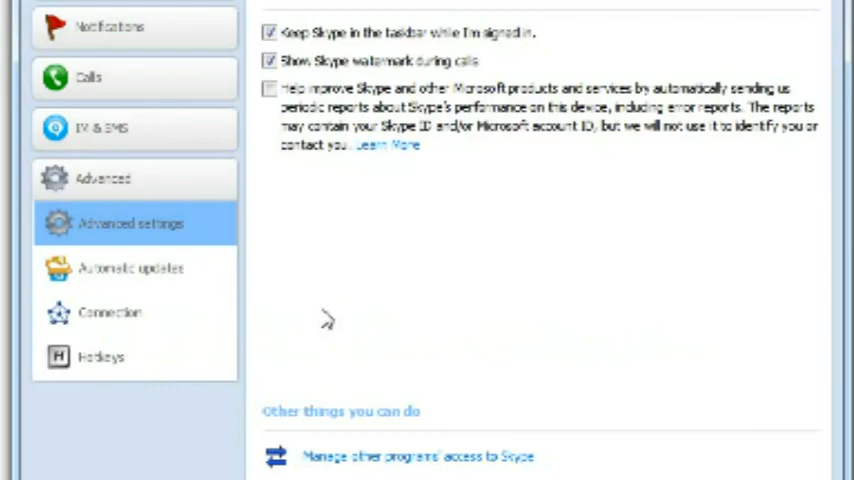 Notifications
Keep Skype in the taskbar while I'm signed in.
Show Skype watermark during calls
Calls
Help improve Skype and other Microsoft products and services by automatically sending us
periodic reports about Skype's performance on this device, including error reports. The reports
may contain your Skype ID and/or Microsoft account ID, but we will not use it to identify you or
contact you. Learn More
IM & SMS
Advanced
Advanced settings
Automatic updates
Connection
Hotkeys
Other things you can do
Manage other programs' access to Skype